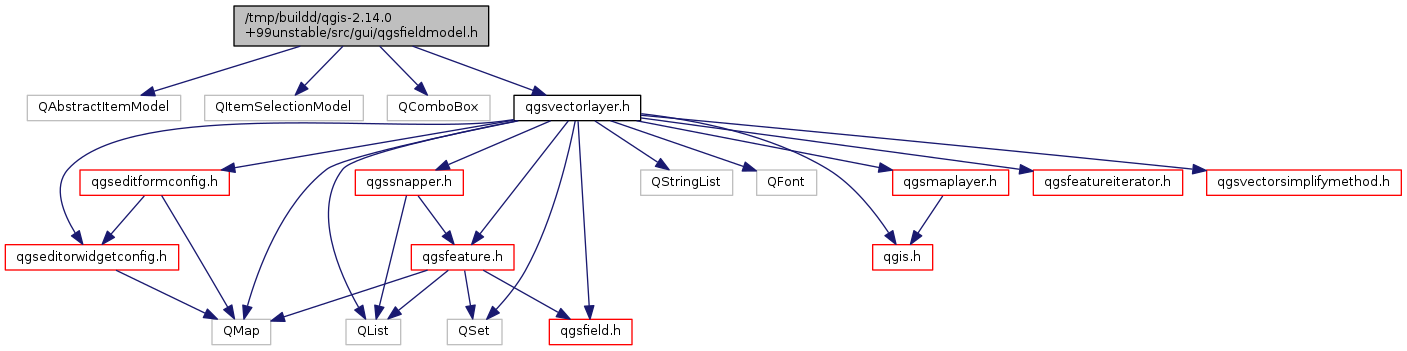 /tmp/buildd/qgis-2.14.0
+99unstable/src/gui/qgsfieldmodel.h
QAbstractItemModel
QItemSelectionModel
QComboBox
qgsvectorlayer.h
qgseditformconfig.h
qgssnapper.h
QStringList
QFont
qgsmaplayer.h
qgsfeatureiterator.h
qgsvectorsimplifymethod.h
qgseditorwidgetconfig.h
qgsfeature.h
qgis.h
QMap
QList
QSet
qgsfield.h